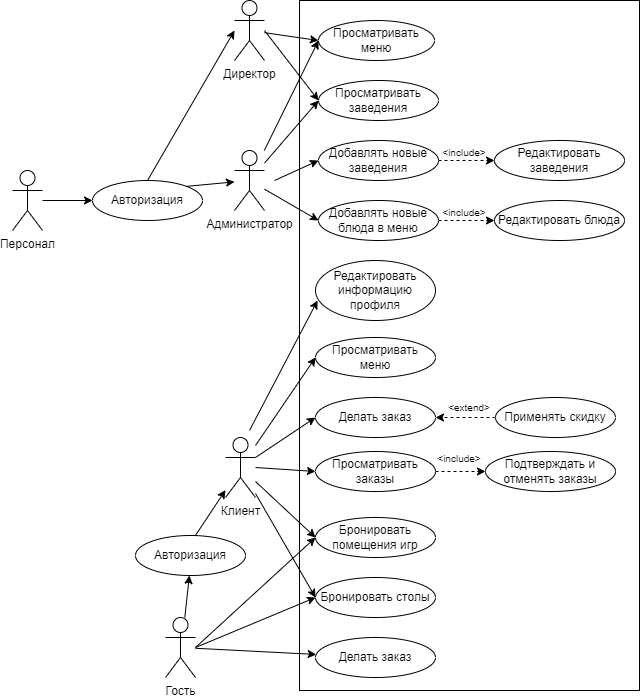 Просматривать
меню
Директор
Просматривать
заведения
Добавлять новые
заведения
<include>
Редактировать
заведения
Авторизация
Персонал
Администратор
Добавлять новые
блюда в меню
<include>
Редактировать блюда
Редактировать
информацию
профиля
Просматривать
меню
Делать заказ
<extend>
Применять скидку
Просматривать
заказы
<include>
Подтверждать и
отменять заказы
Клиент
Бронировать
помещения игр
Авторизация
Бронировать столы
Делать заказ
Гость